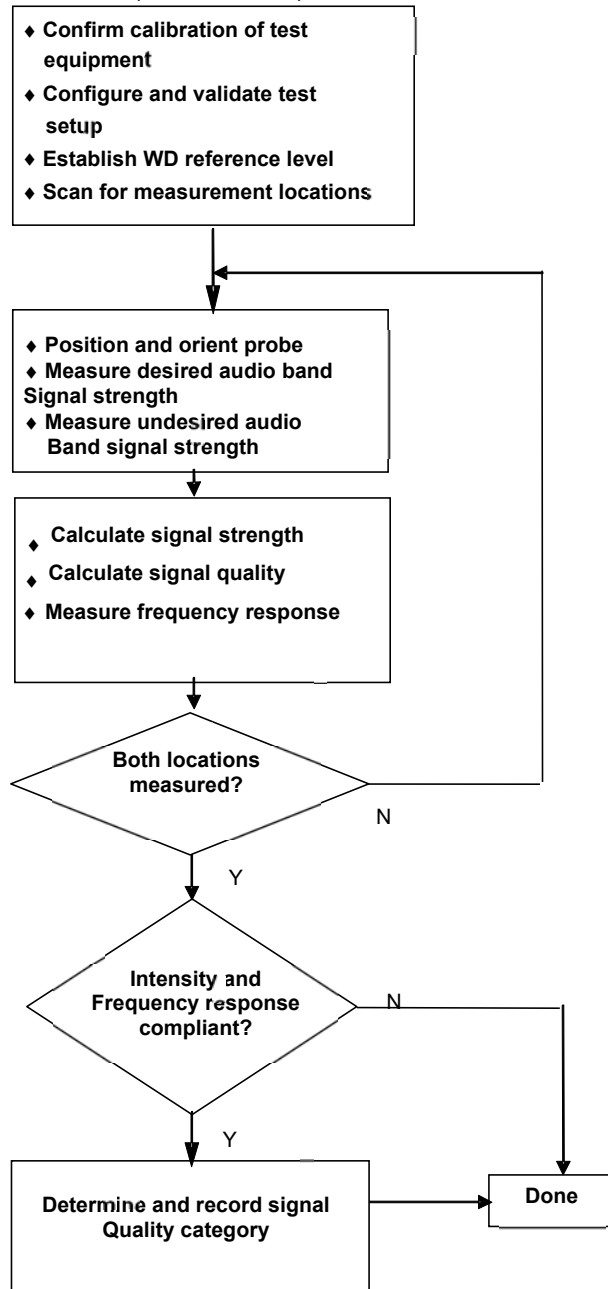 ♦ Confirm calibration of test
equipment
♦ Configure and validate test
setup
♦ Establish WD reference level
♦ Scan for measurement locations
♦ Position and orient probe
♦ Measure desired audio band
Signal strength
♦ Measure undesired audio
Band signal strength
♦ Calculate signal strength
♦ Calculate signal quality
♦ Measure frequency response
Both locations
measured?
N
Y
Intensity and
Frequency response
compliant?
N
Y
Determine and record signal
Quality category
Done